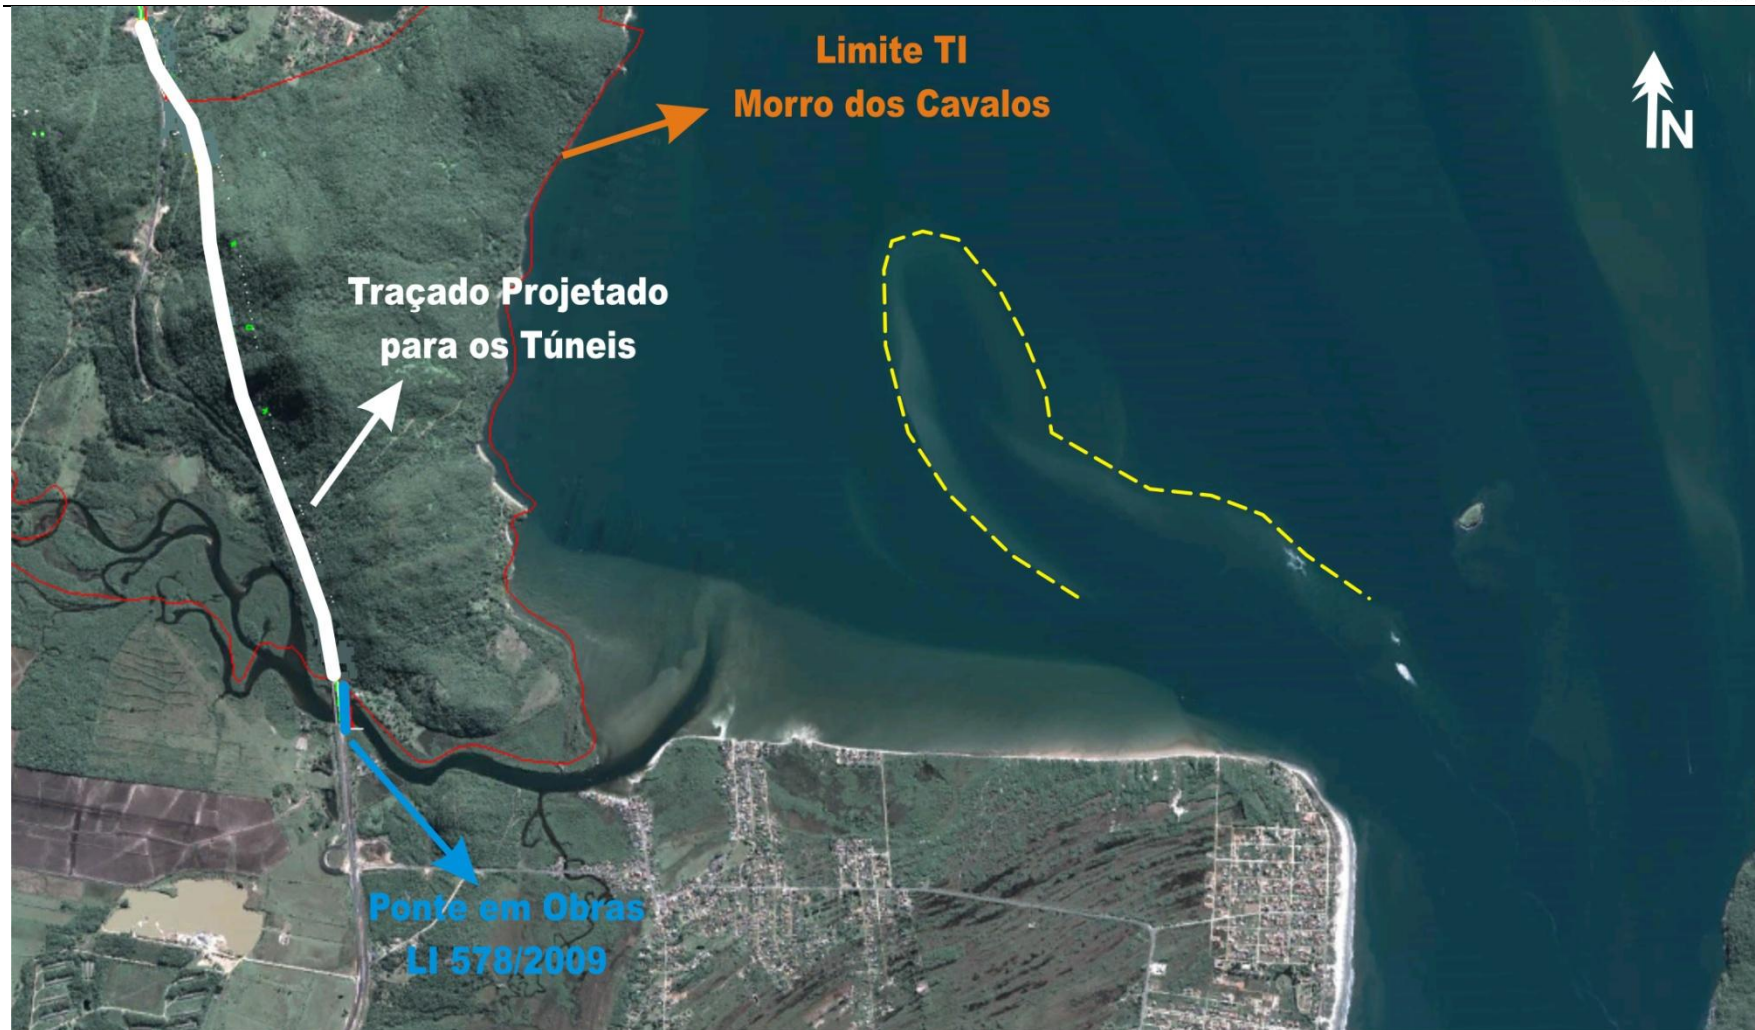 Limite TI
Morro dos Cavalos
N
Traçado Projetado
para os Túneis
Ponte em Obras
LI 578/2009